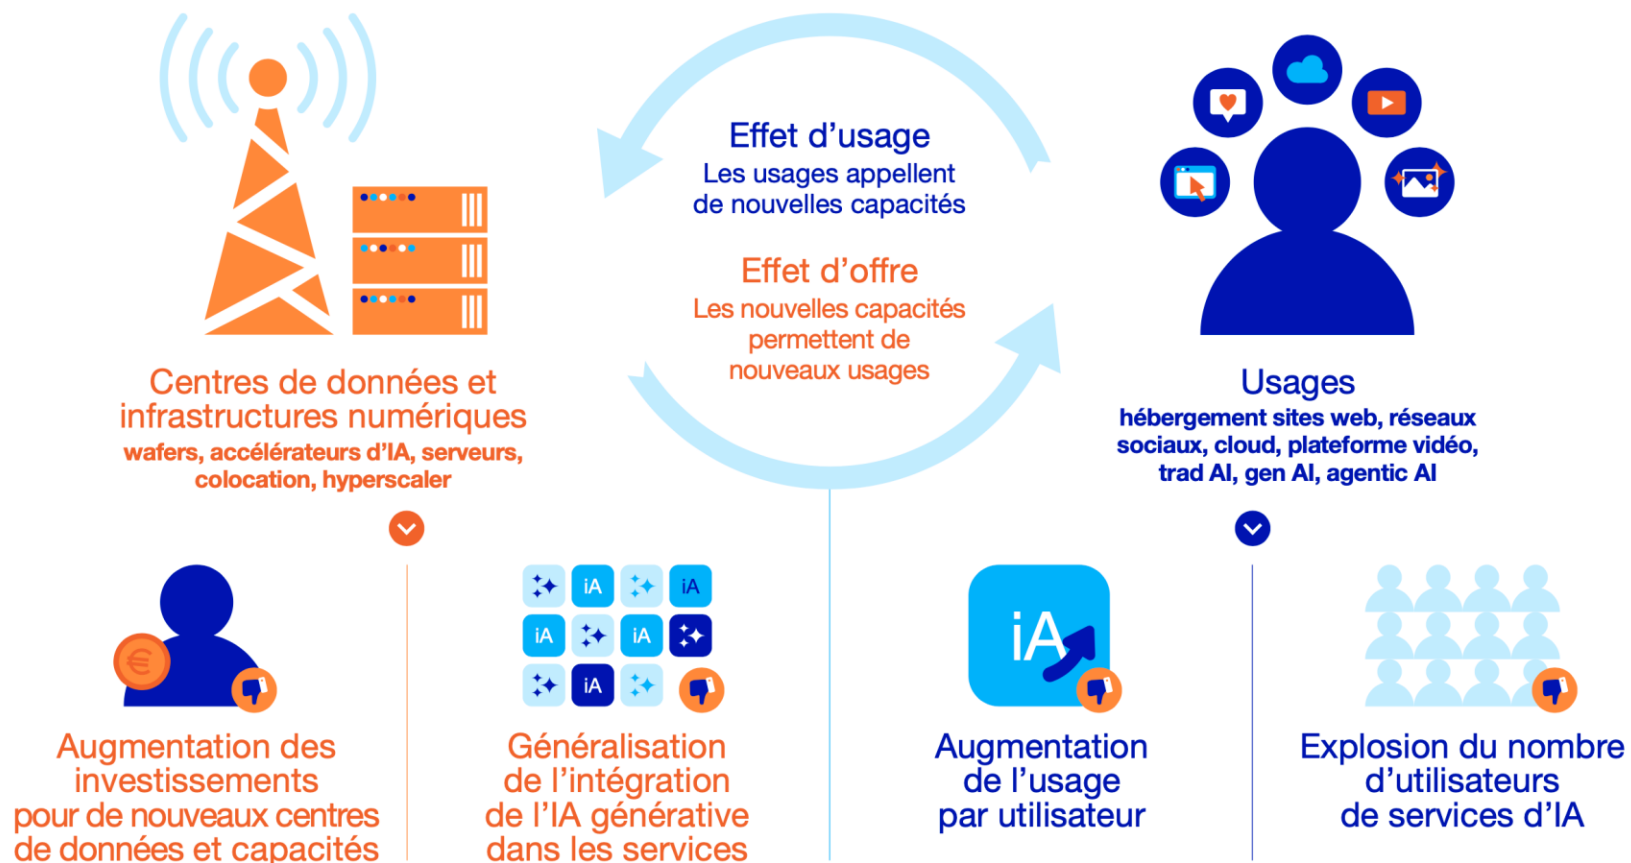 Effet d'usage
Les usages appellent
de nouvelles capacités
Effet d'offre
Les nouvelles capacités
permettent de
nouveaux usages
Centres de données et
infrastructures numériques
wafers, accélérateurs d'IA, serveurs,
colocation, hyperscaler
Usages
hébergement sites web, réseaux
sociaux, cloud, plateforme vidéo,
trad AI, gen AI, agentic AI
€
iA
iA
iA
iA
iA
iA
Augmentation des
investissements
pour de nouveaux centres
de données et capacités
Généralisation
de l'intégration
de l'IA générative
dans les services
Augmentation
de l'usage
par utilisateur
Explosion du nombre
d'utilisateurs
de services d'IA